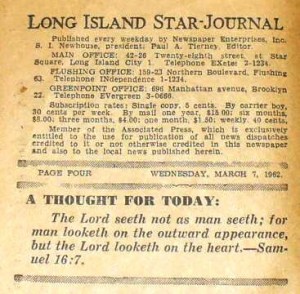 LONG ISLAND STAR-JOURNAL
Published every weekday by Newspaper Enterprises, Inc.
S. I. Newhouse, president; Paul A. Tierney, Editor.
MAIN OFFICE: 42-26 Twenty-eighth street, at Star
Square, Long Island City 1. Telephone EXeter 2-1234.
FLUSHING OFFICE: 159-23 Northern Boulevard, Flushing
Telephone INdependence 1-1234.
GREENPOINT OFFICE: 696 Manhattan avenue, Brooklyn
22. Telephone EVergreen 3-0680.
Subscription rates: Single copy, 5 cents. By carrier boy,
30 cents per week. By mail one year, $15.00; six months,
$8.00; three months, $4.00; one month, $1.50; weekly 40 cents.
Member of the Associated Press, which is exclusively
entitled to the use for publication of all news dispatches
credited to it or not otherwise credited in this newspaper
and also to the local news published herein.
PAGE FOUR WEDNESDAY, MARCH 7, 1962.
A THOUGHT FOR TODAY:
The Lord seeth not as man seeth; for
man looketh on the outward appearance,
but the Lord looketh on the heart.—Sam-
uel 16:7.